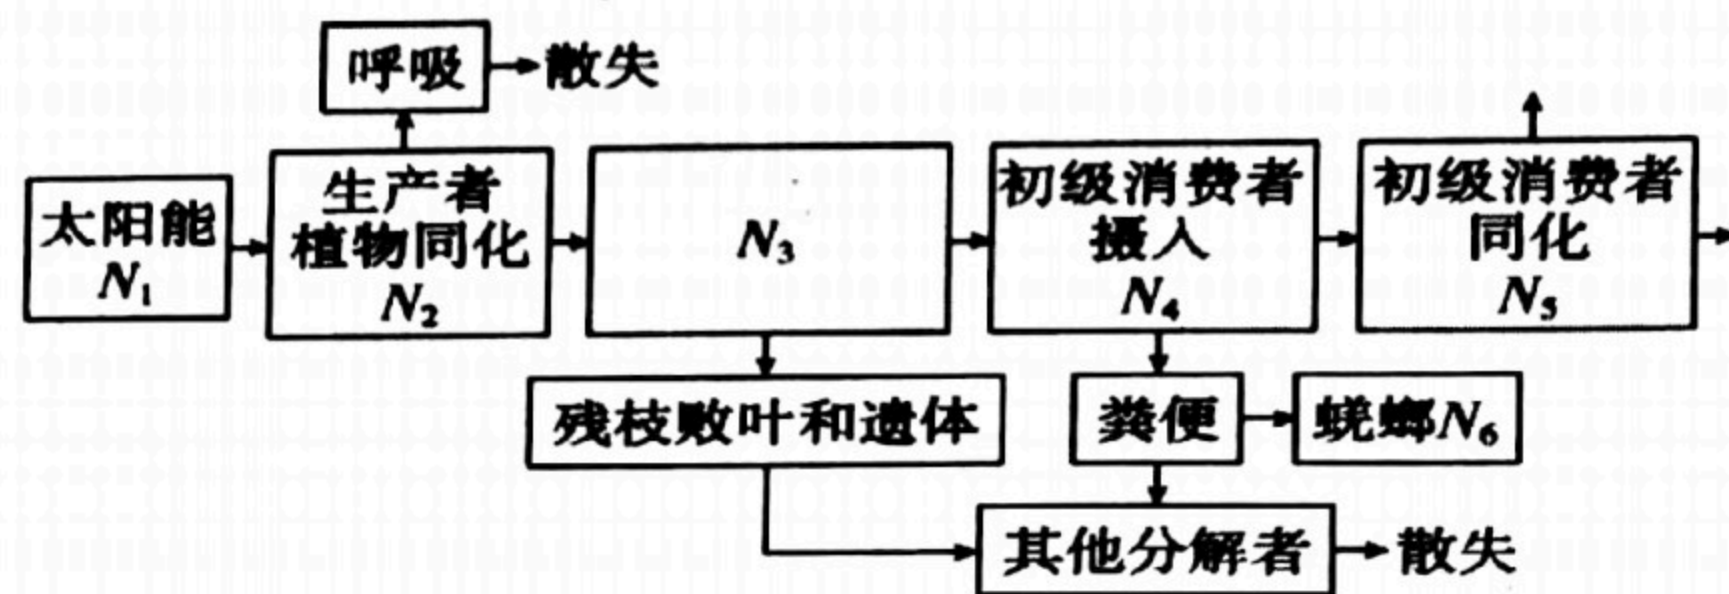 呼吸
散失
太阳能
N₁
生产者
植物同化
N₂
N₃
初级消费者
摄入
N₄
初级消费者
同化
N₅
残枝败叶和遗体
粪便
蜣螂N₆
其他分解者
散失